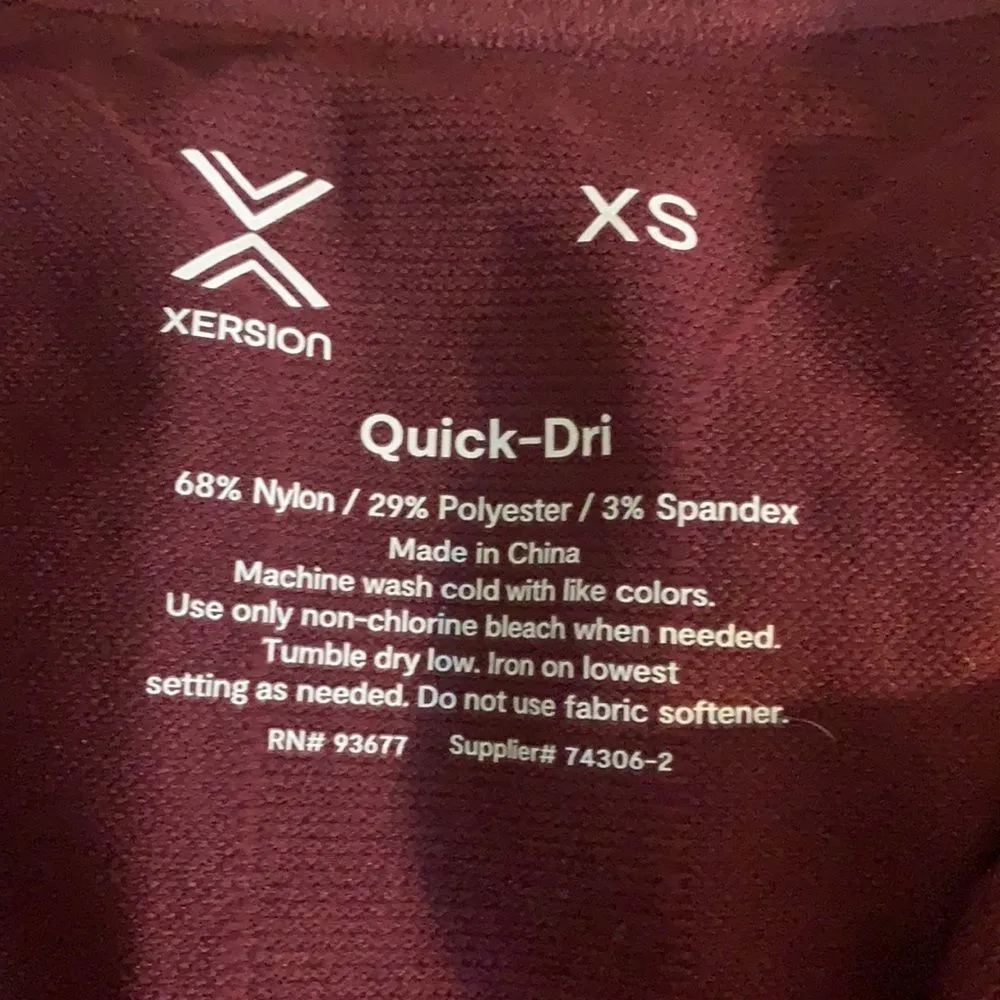 XERSION
XS
Quick-Dri
68% Nylon / 29% Polyester / 3% Spandex
Made in China
Machine wash cold with like colors.
Use only non-chlorine bleach when needed.
Tumble dry low. Iron on lowest
setting as needed. Do not use fabric softener.
RN# 93677 Supplier# 74306-2